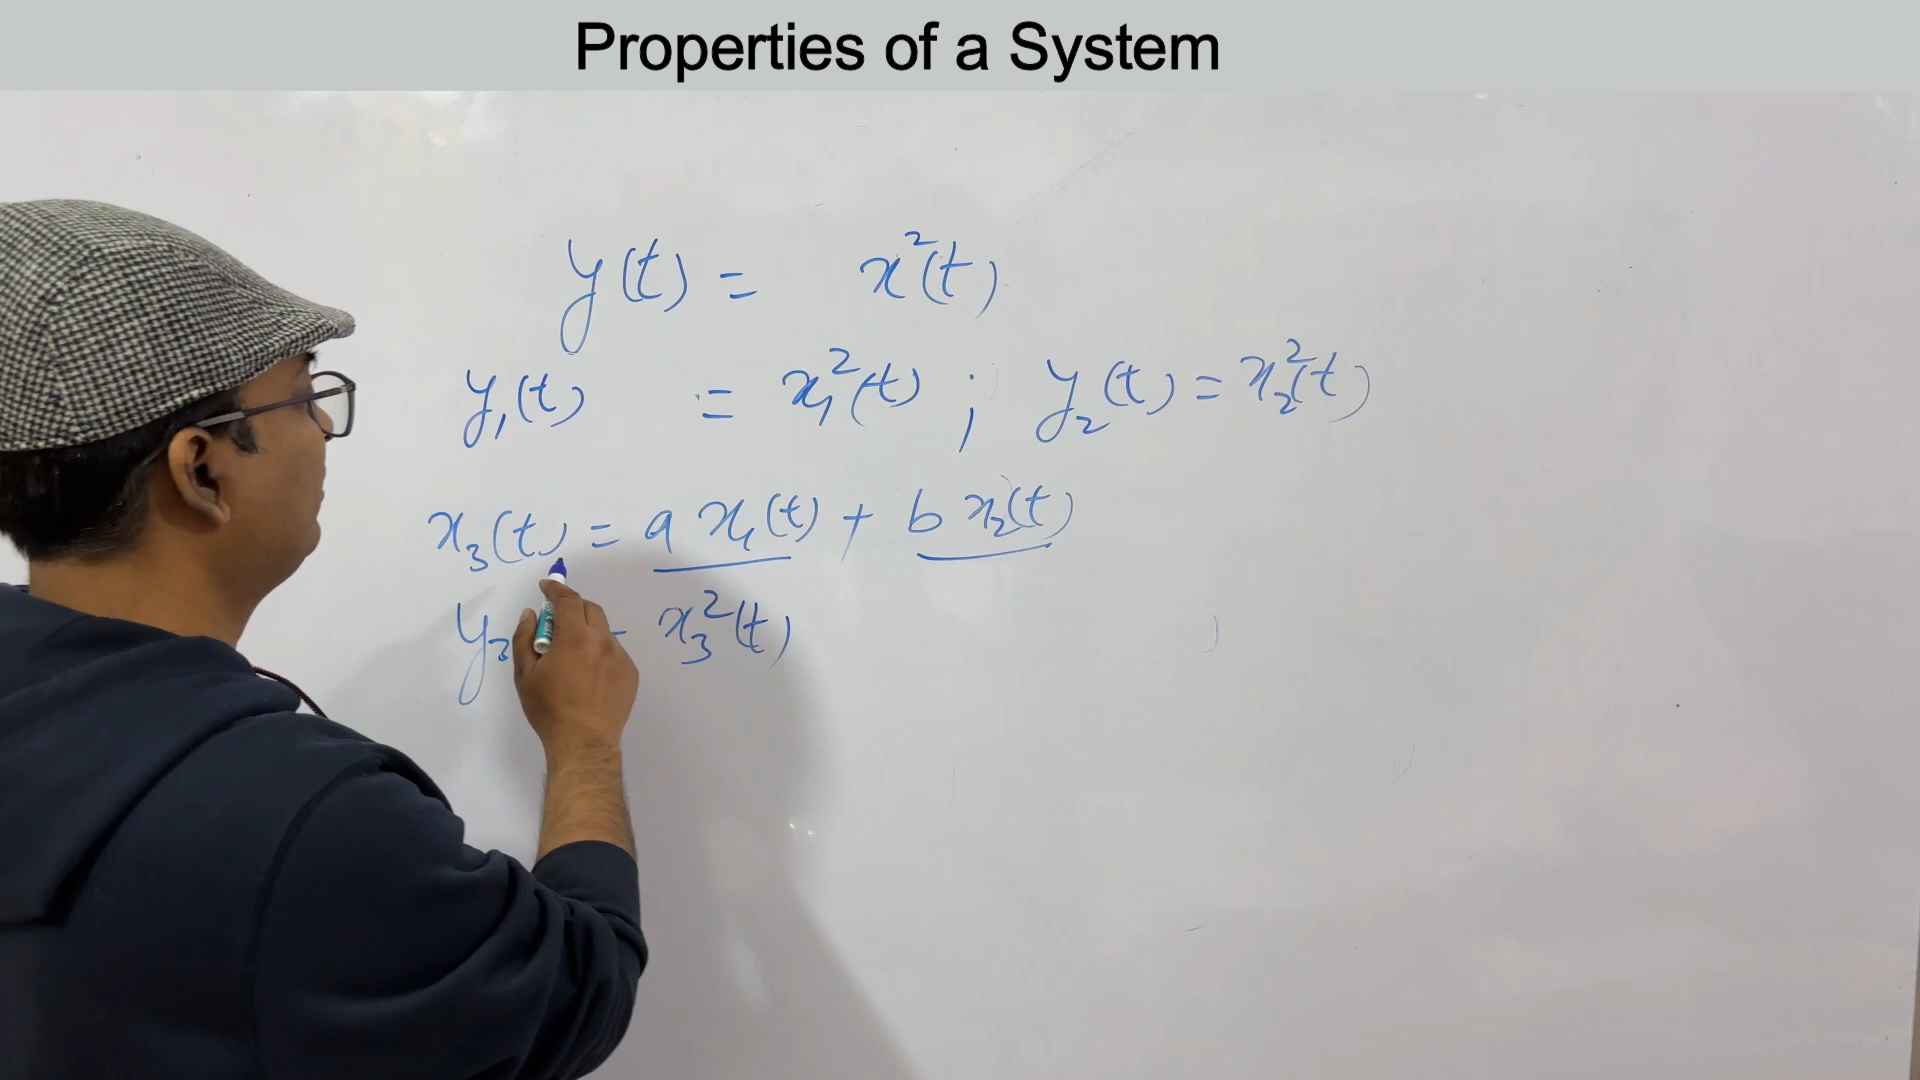 Properties of a System
y(t) = x²(t)
y₁(t) = x₁²(t) ; y₂(t) = x₂²(t)
x₃(t) = a x₁(t) + b x₂(t)
y₃ = x₃²(t)